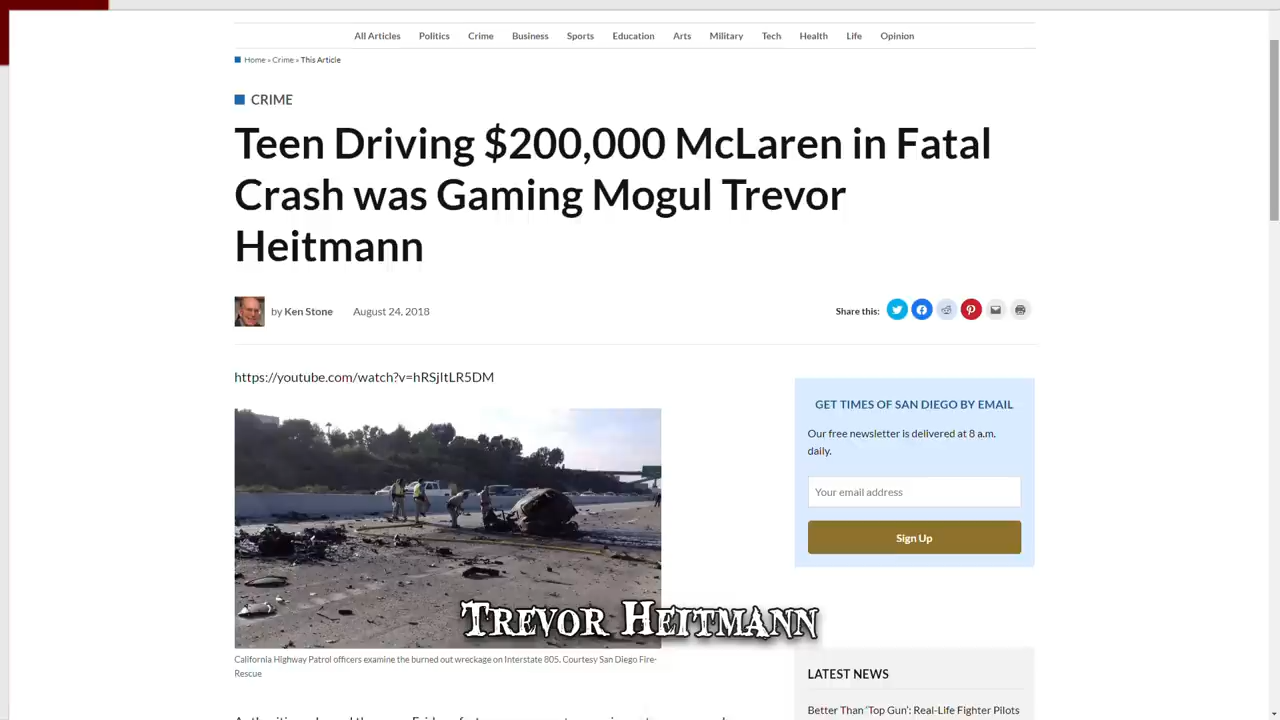 All Articles Politics Crime Business Sports Education Arts Military Tech Health Life Opinion
Home » Crime » This Article
CRIME
Teen Driving $200,000 McLaren in Fatal
Crash was Gaming Mogul Trevor
Heitmann
by Ken Stone August 24, 2018
Share this:
https://youtube.com/watch?v=hRSjItLR5DM
GET TIMES OF SAN DIEGO BY EMAIL
Our free newsletter is delivered at 8 a.m.
daily.
Your email address
Sign Up
Trevor Heitmann
California Highway Patrol officers examine the burned out wreckage on Interstate 805. Courtesy San Diego Fire-
Rescue
LATEST NEWS
Better Than 'Top Gun': Real-Life Fighter Pilots